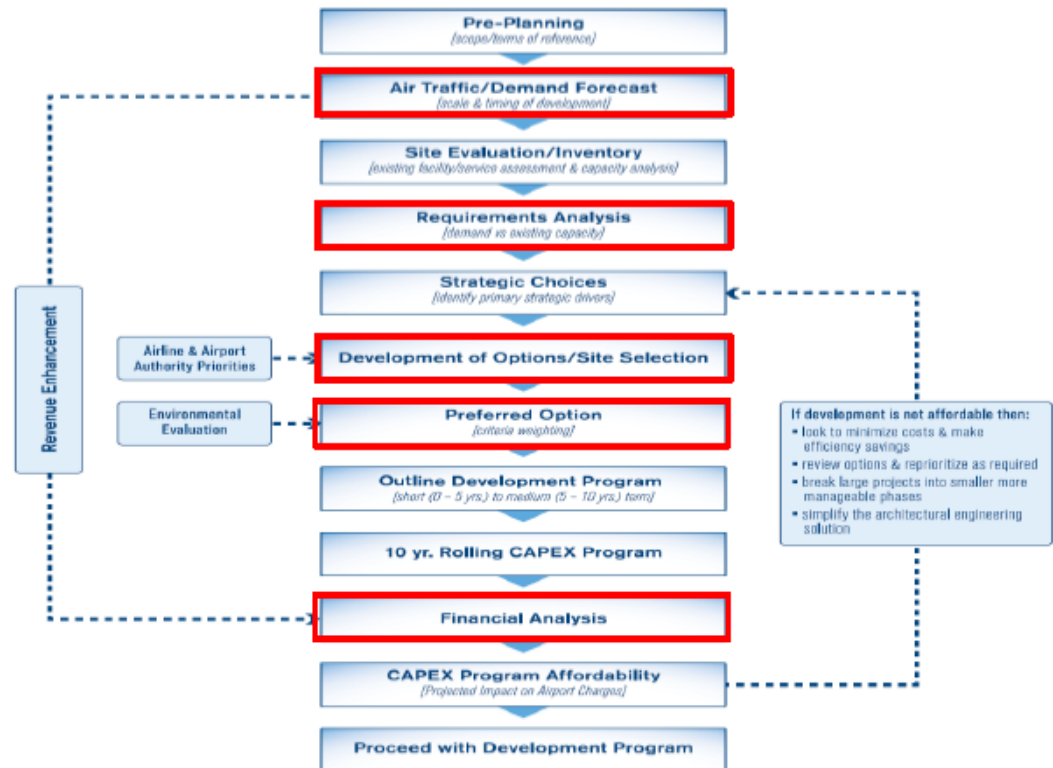 Pre-Planning
[scope/terms of reference]
Air Traffic/Demand Forecast
[scale & timing of development]
Site Evaluation/Inventory
[existing facility/service assessment & capacity analysis]
Requirements Analysis
[demand vs existing capacity]
Strategic Choices
[identify primary strategic drivers]
Revenue Enhancement
Airline & Airport
Authority Priorities
Development of Options/Site Selection
Environmental
Evaluation
Preferred Option
[criteria weighting]
If development is not affordable then:
▪ look to minimize costs & make
efficiency savings
▪ review options & reprioritize as required
▪ break large projects into smaller more
manageable phases
▪ simplify the architectural engineering
solution
Outline Development Program
[short (0 – 5 yrs.) to medium (5 – 10 yrs.) term]
10 yr. Rolling CAPEX Program
Financial Analysis
CAPEX Program Affordability
[Projected Impact on Airport Charges]
Proceed with Development Program